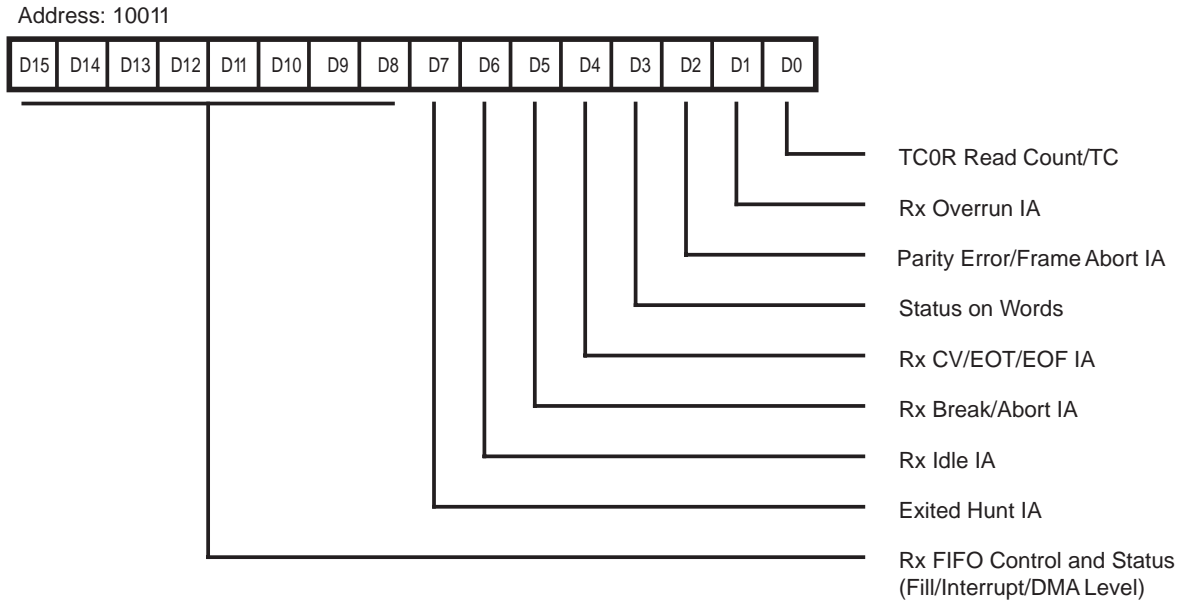 Address: 10011
D15 D14 D13 D12 D11 D10 D9 D8 D7 D6 D5 D4 D3 D2 D1 D0
TC0R Read Count/TC
Rx Overrun IA
Parity Error/Frame Abort IA
Status on Words
Rx CV/EOT/EOF IA
Rx Break/Abort IA
Rx Idle IA
Exited Hunt IA
Rx FIFO Control and Status
(Fill/Interrupt/DMA Level)